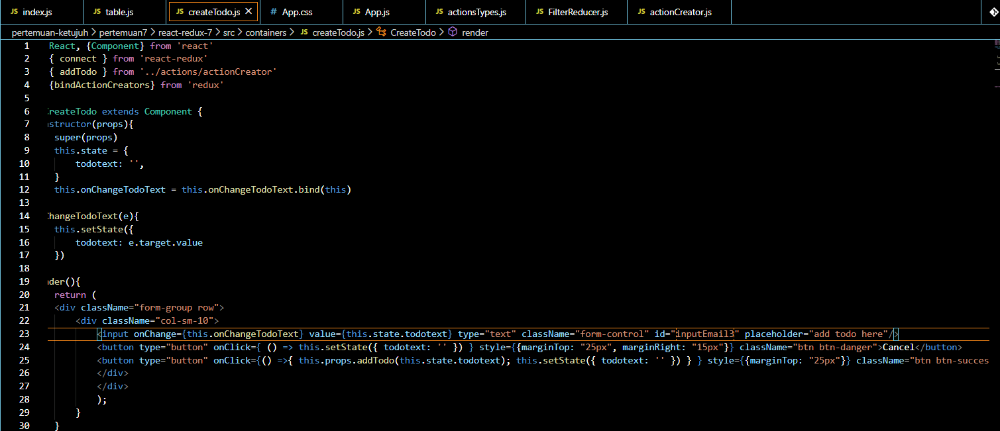 JS index.js JS table.js JS createTodo.js × # App.css JS App.js JS actionsTypes.js JS FilterReducer.js JS actionCreator.js
pertemuan-ketujuh > pertemuan7 > react-redux-7 > src > containers > JS createTodo.js > CreateTodo > render
1 React, {Component} from 'react'
2 { connect } from 'react-redux'
3 { addTodo } from '../actions/actionCreator'
4 {bindActionCreators} from 'redux'
5
6 CreateTodo extends Component {
7 nstructor(props){
8 super(props)
9 this.state = {
10 todotext: '',
11 }
12 this.onChangeTodoText = this.onChangeTodoText.bind(this)
13
14 ChangeTodoText(e){
15 this.setState({
16 todotext: e.target.value
17 })
18
19 nder(){
20 return (
21 <div className="form-group row">
22 <div className="col-sm-10">
23 <input onChange={this.onChangeTodoText} value={this.state.todotext} type="text" className="form-control" id="inputEmail3" placeholder="add todo here"/>
24 <button type="button" onClick={ () => this.setState({ todotext: '' }) } style={{marginTop: "25px", marginRight: "15px"}} className="btn btn-danger">Cancel</button>
25 <button type="button" onClick={() =>{ this.props.addTodo(this.state.todotext); this.setState({ todotext: '' }) } } style={{marginTop: "25px"}} className="btn btn-succes
26 </div>
27 </div>
28 );
29 }
30 }